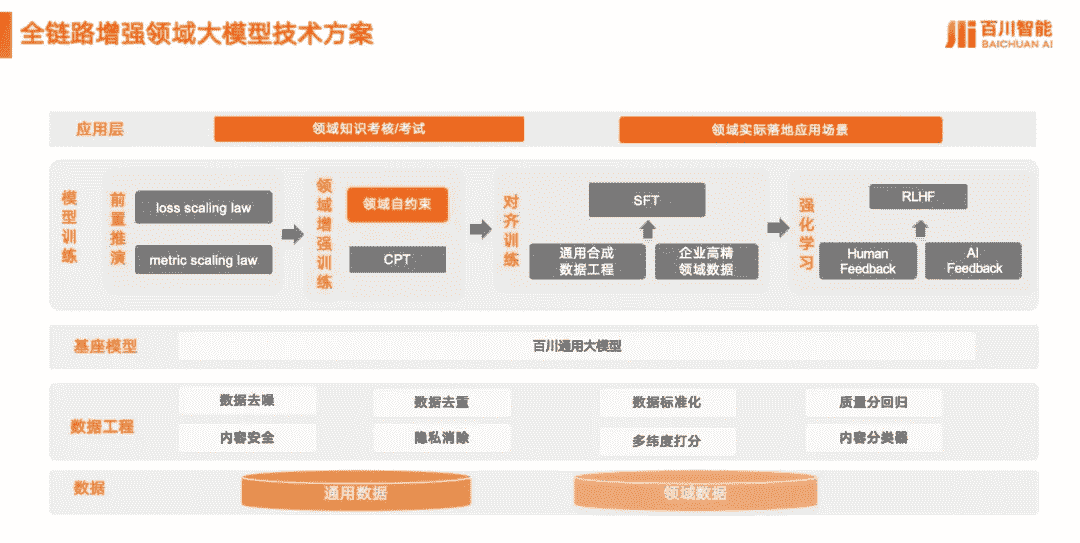 全链路增强领域大模型技术方案
百川智能
BAICHUAN AI
应用层
领域知识考核/考试
领域实际落地应用场景
模型训练
前置推演
loss scaling law
metric scaling law
领域增强训练
领域自约束
CPT
对齐训练
SFT
通用合成
数据工程
企业高精
领域数据
强化学习
RLHF
Human
Feedback
AI
Feedback
基座模型
百川通用大模型
数据工程
数据去噪
数据去重
数据标准化
质量分回归
内容安全
隐私消除
多纬度打分
内容分类器
数据
通用数据
领域数据